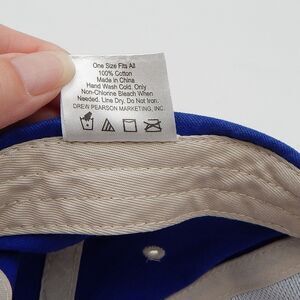 One Size Fits All
100% Cotton
Made in China
Hand Wash Cold. Only
Non-Chlorine Bleach When
Needed. Line Dry. Do Not Iron.
DREW PEARSON MARKETING, INC.